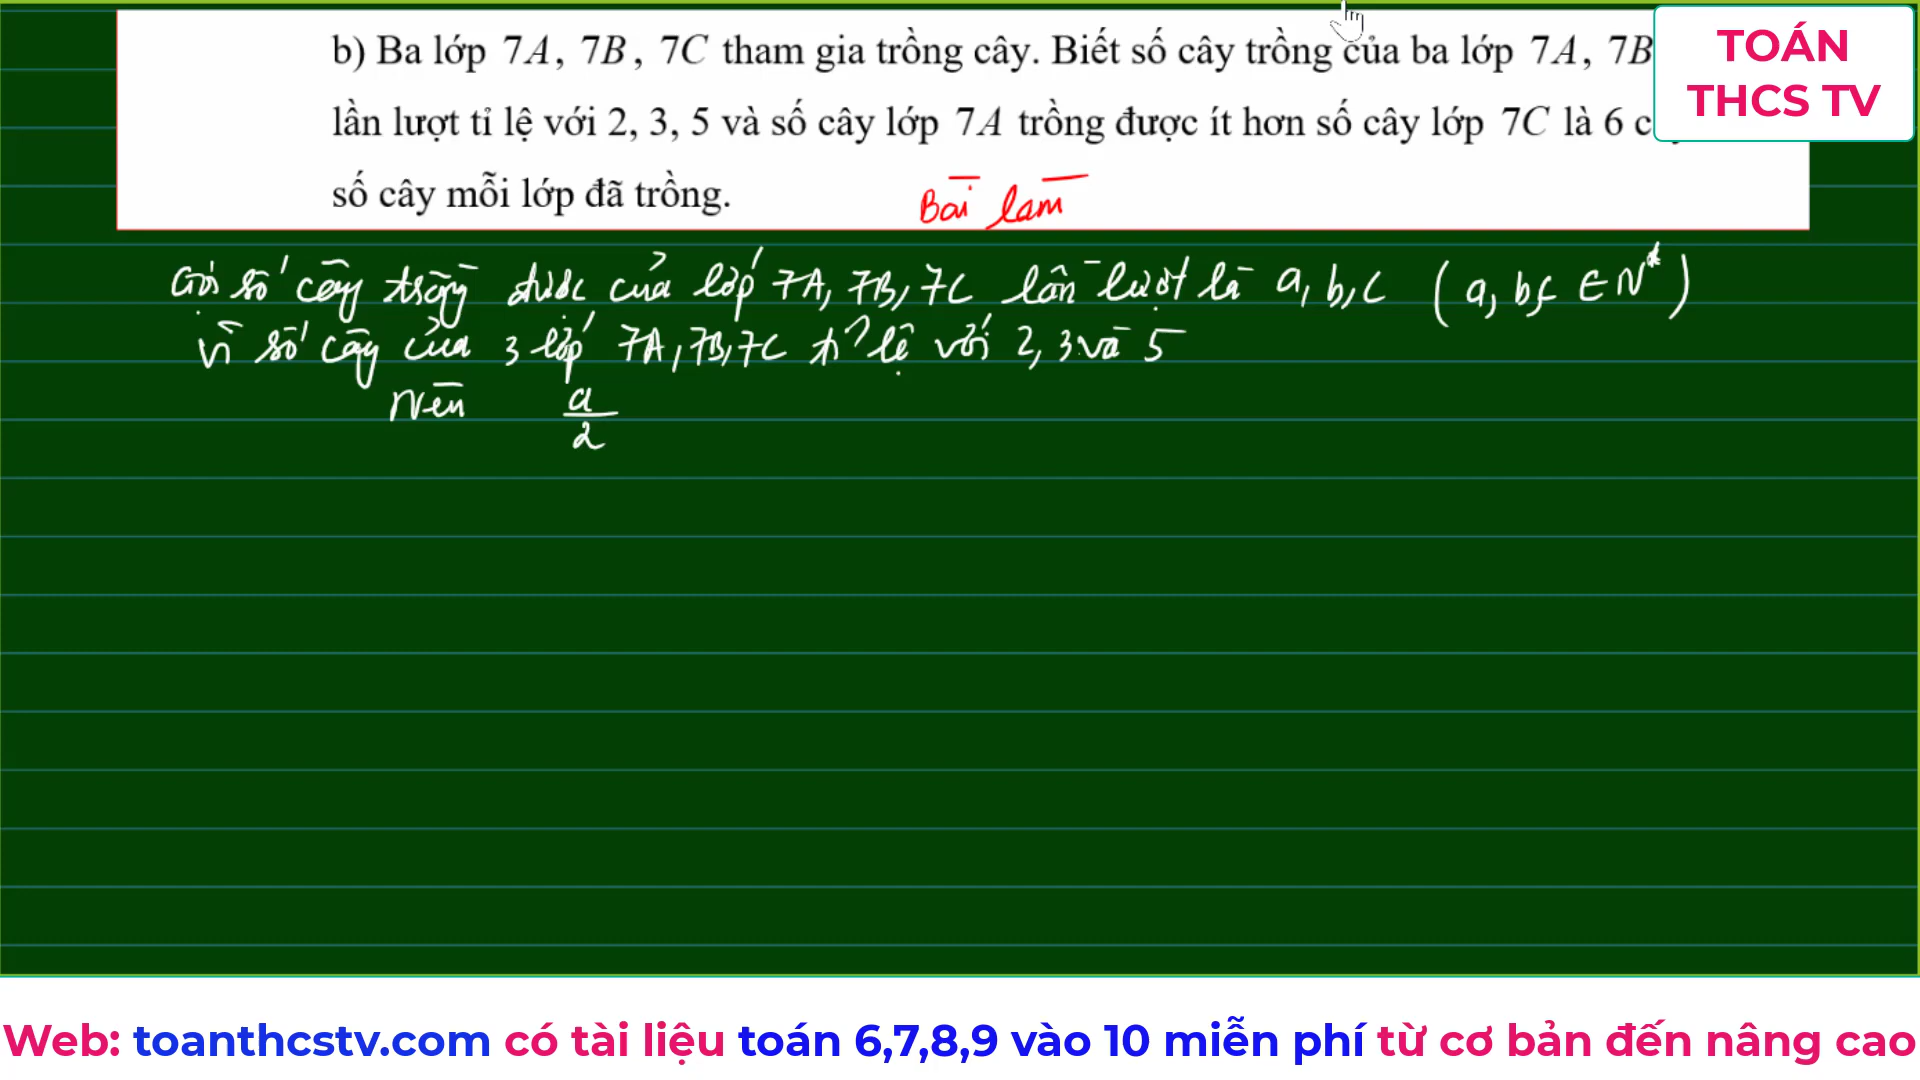 b) Ba lớp 7A, 7B, 7C tham gia trồng cây. Biết số cây trồng của ba lớp 7A, 7B
lần lượt tỉ lệ với 2, 3, 5 và số cây lớp 7A trồng được ít hơn số cây lớp 7C là 6 c
số cây mỗi lớp đã trồng.
TOÁN
THCS TV
Bài làm
Gọi số cây trồng được của lớp 7A, 7B, 7C lần lượt là a, b, c (a, b, c ∈ N*)
Vì số cây của 3 lớp 7A, 7B, 7C tỉ lệ với 2, 3 và 5
Nên a/2
Web: toanthcstv.com có tài liệu toán 6,7,8,9 vào 10 miễn phí từ cơ bản đến nâng cao